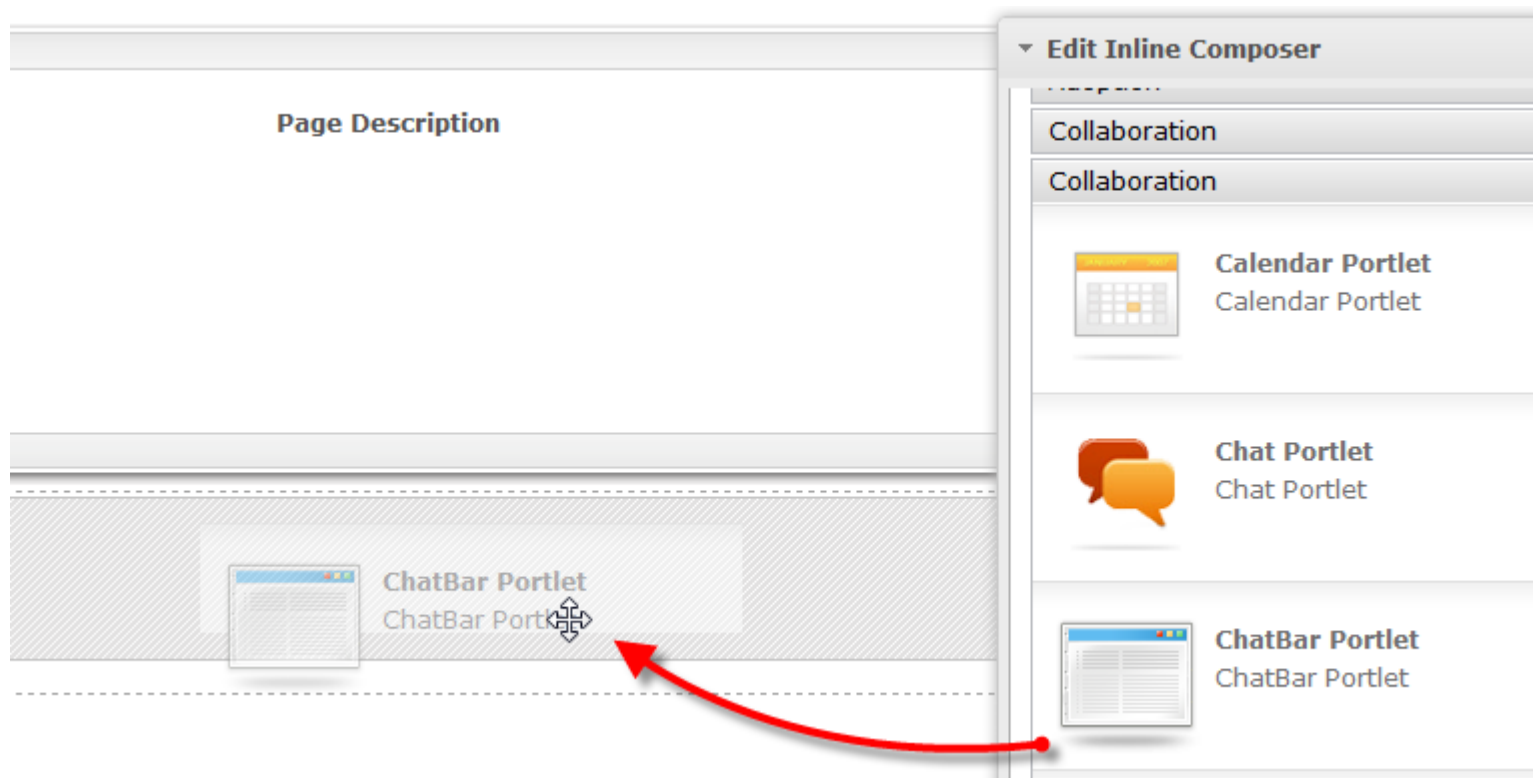 Page Description
ChatBar Portlet
ChatBar Portl
Edit Inline Composer
Collaboration
Collaboration
Calendar Portlet
Calendar Portlet
Chat Portlet
Chat Portlet
ChatBar Portlet
ChatBar Portlet